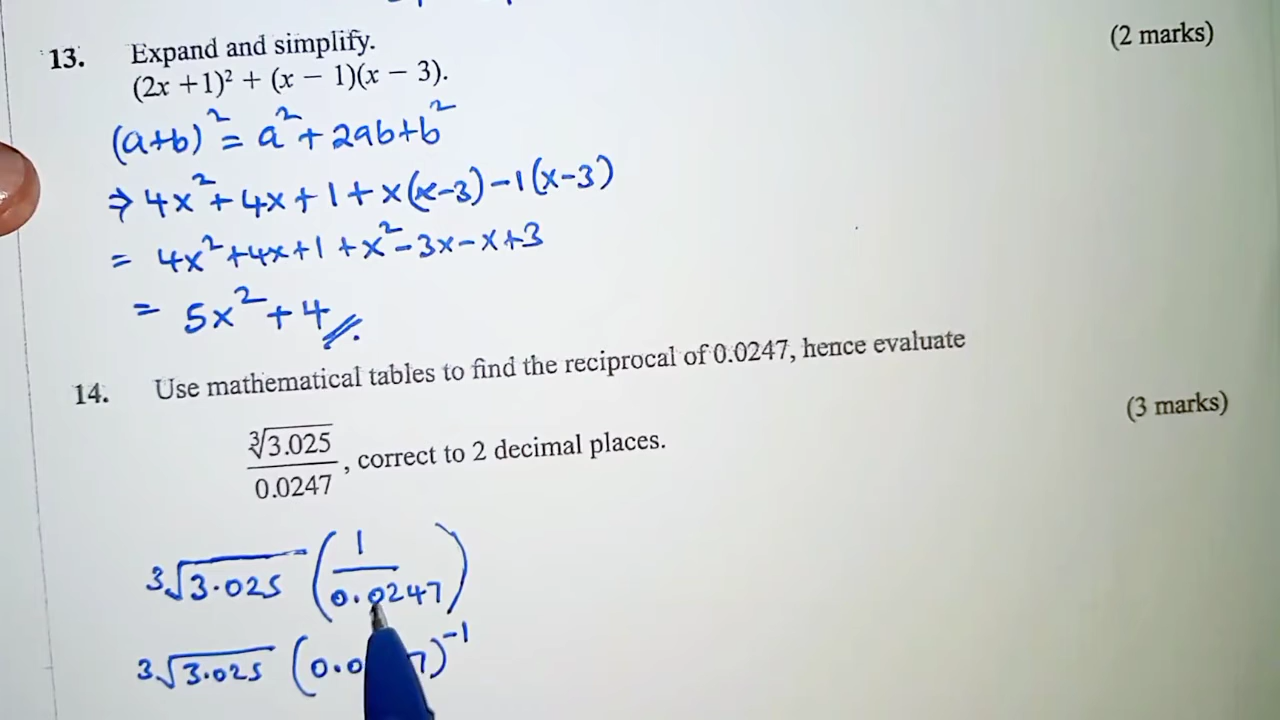 13. Expand and simplify. (2 marks)
(2x +1)² + (x − 1)(x − 3).
(a+b)² = a² + 2ab+b²
⇒ 4x² + 4x + 1 + x(x-3) -1(x-3)
= 4x² +4x+1 +x² -3x -x+3
= 5x² + 4
14. Use mathematical tables to find the reciprocal of 0.0247, hence evaluate
(3 marks)
∛3.025 / 0.0247 , correct to 2 decimal places.
∛3.025 (1 / 0.0247)
∛3.025 (0.0 7)⁻¹